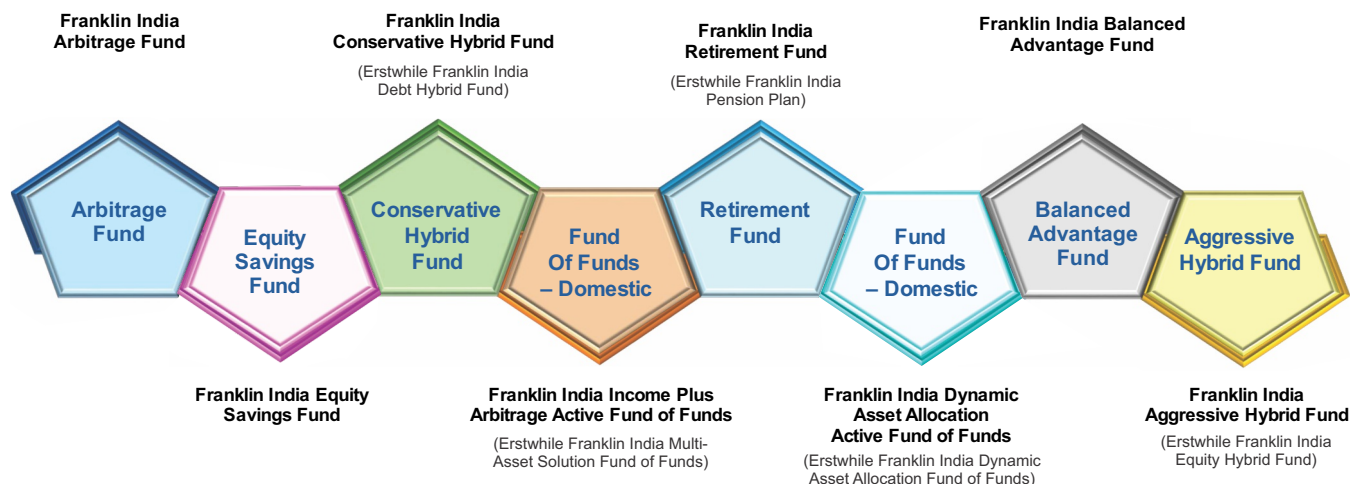 Franklin India
Arbitrage Fund
Franklin India
Conservative Hybrid Fund
(Erstwhile Franklin India
Debt Hybrid Fund)
Franklin India
Retirement Fund
(Erstwhile Franklin India
Pension Plan)
Franklin India Balanced
Advantage Fund
Arbitrage
Fund
Equity
Savings
Fund
Conservative
Hybrid
Fund
Fund
Of Funds
– Domestic
Retirement
Fund
Fund
Of Funds
– Domestic
Balanced
Advantage
Fund
Aggressive
Hybrid Fund
Franklin India Equity
Savings Fund
Franklin India Income Plus
Arbitrage Active Fund of Funds
(Erstwhile Franklin India Multi-
Asset Solution Fund of Funds)
Franklin India Dynamic
Asset Allocation
Active Fund of Funds
(Erstwhile Franklin India Dynamic
Asset Allocation Fund of Funds)
Franklin India
Aggressive Hybrid Fund
(Erstwhile Franklin India
Equity Hybrid Fund)